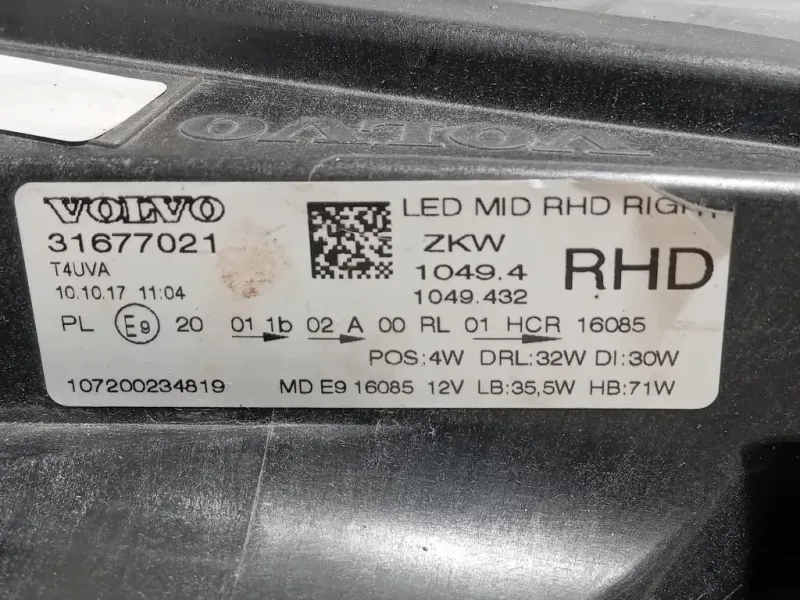 VOLVO
VOLVO
31677021
T4UVA
10.10.17 11:04
LED MID RHD RIGHT
ZKW
1049.4
1049.432
RHD
PL E9 20 01 1b 02 A 00 RL 01 HCR 16085
POS:4W DRL:32W DI:30W
107200234819 MD E9 16085 12V LB:35,5W HB:71W